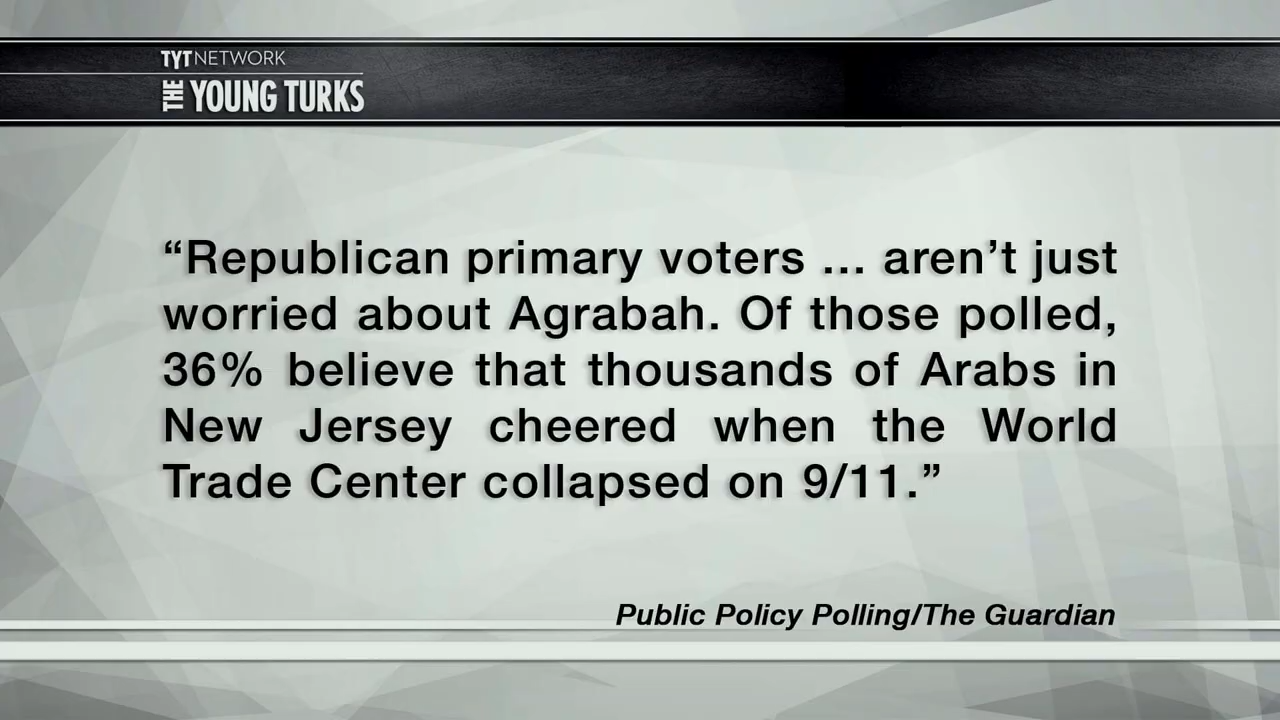 TYT NETWORK
THE YOUNG TURKS
“Republican primary voters ... aren’t just
worried about Agrabah. Of those polled,
36% believe that thousands of Arabs in
New Jersey cheered when the World
Trade Center collapsed on 9/11.”
Public Policy Polling/The Guardian